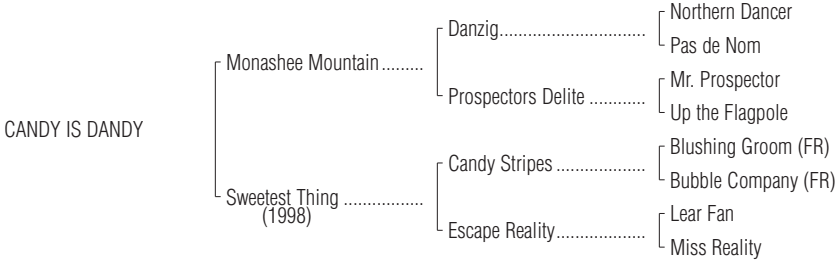 Northern Dancer
Danzig..............................
Pas de Nom
Monashee Mountain.........
Mr. Prospector
Prospectors Delite ............
Up the Flagpole
CANDY IS DANDY
Blushing Groom (FR)
Candy Stripes ...................
Bubble Company (FR)
Sweetest Thing .................
(1998)
Lear Fan
Escape Reality...................
Miss Reality